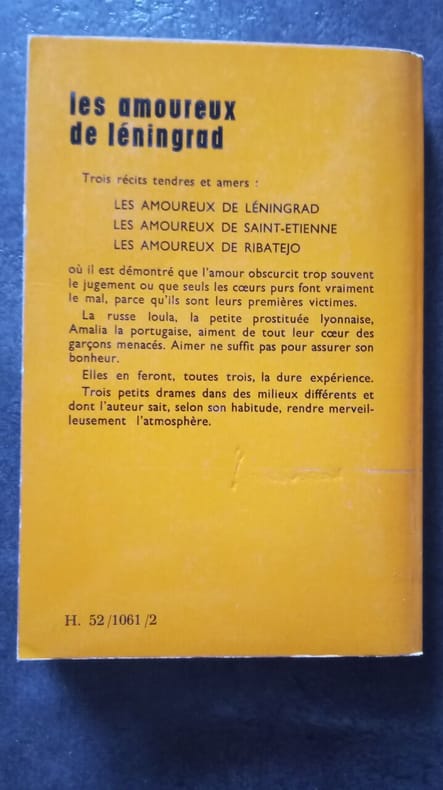 les amoureux
de léningrad
Trois récits tendres et amers :
LES AMOUREUX DE LÉNINGRAD
LES AMOUREUX DE SAINT-ETIENNE
LES AMOUREUX DE RIBATEJO
où il est démontré que l'amour obscurcit trop souvent
le jugement ou que seuls les cœurs purs font vraiment
le mal, parce qu'ils sont leurs premières victimes.
La russe Ioula, la petite prostituée lyonnaise,
Amalia la portugaise, aiment de tout leur cœur des
garçons menacés. Aimer ne suffit pas pour assurer son
bonheur.
Elles en feront, toutes trois, la dure expérience.
Trois petits drames dans des milieux différents et
dont l'auteur sait, selon son habitude, rendre merveil-
leusement l'atmosphère.
H. 52/1061/2